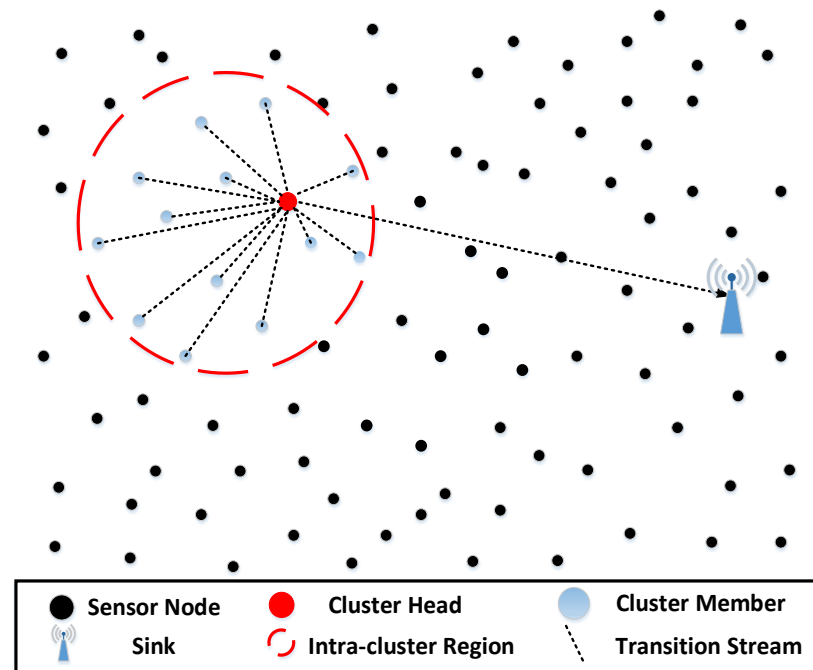 Sensor Node Cluster Head Cluster Member
Sink Intra-cluster Region Transition Stream